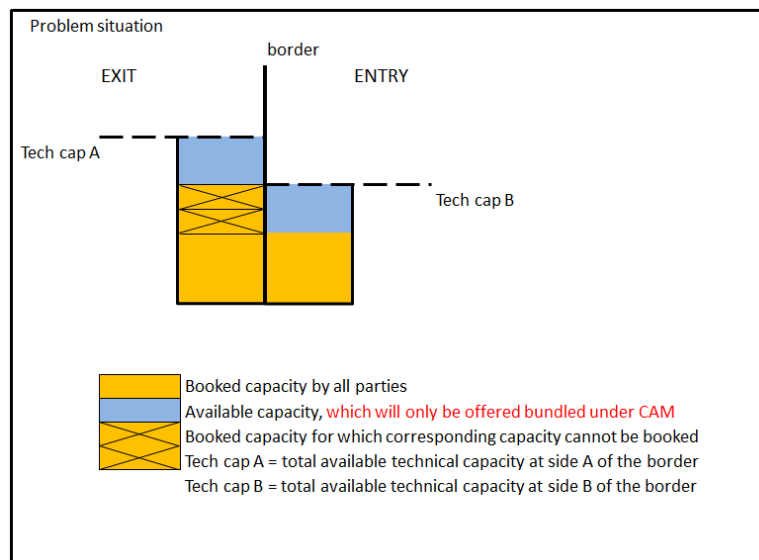 Problem situation
border
EXIT
ENTRY
Tech cap A
Tech cap B
Booked capacity by all parties
Available capacity, which will only be offered bundled under CAM
Booked capacity for which corresponding capacity cannot be booked
Tech cap A = total available technical capacity at side A of the border
Tech cap B = total available technical capacity at side B of the border